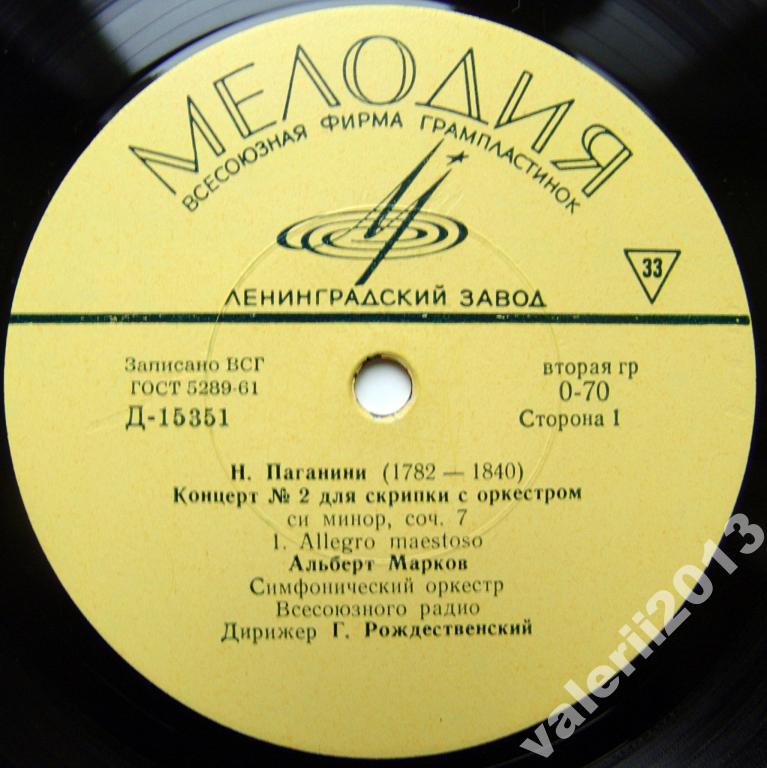 МЕЛОДИЯ
ВСЕСОЮЗНАЯ ФИРМА ГРАМПЛАСТИНОК
33
ЛЕНИНГРАДСКИЙ ЗАВОД
Записано ВСГ
ГОСТ 5289-61
Д-15351
вторая гр
0-70
Сторона 1
Н. Паганини (1782 — 1840)
Концерт № 2 для скрипки с оркестром
си минор, соч. 7
1. Allegro maestoso
Альберт Марков
Симфонический оркестр
Всесоюзного радио
Дирижер Г. Рождественский
valerii2013